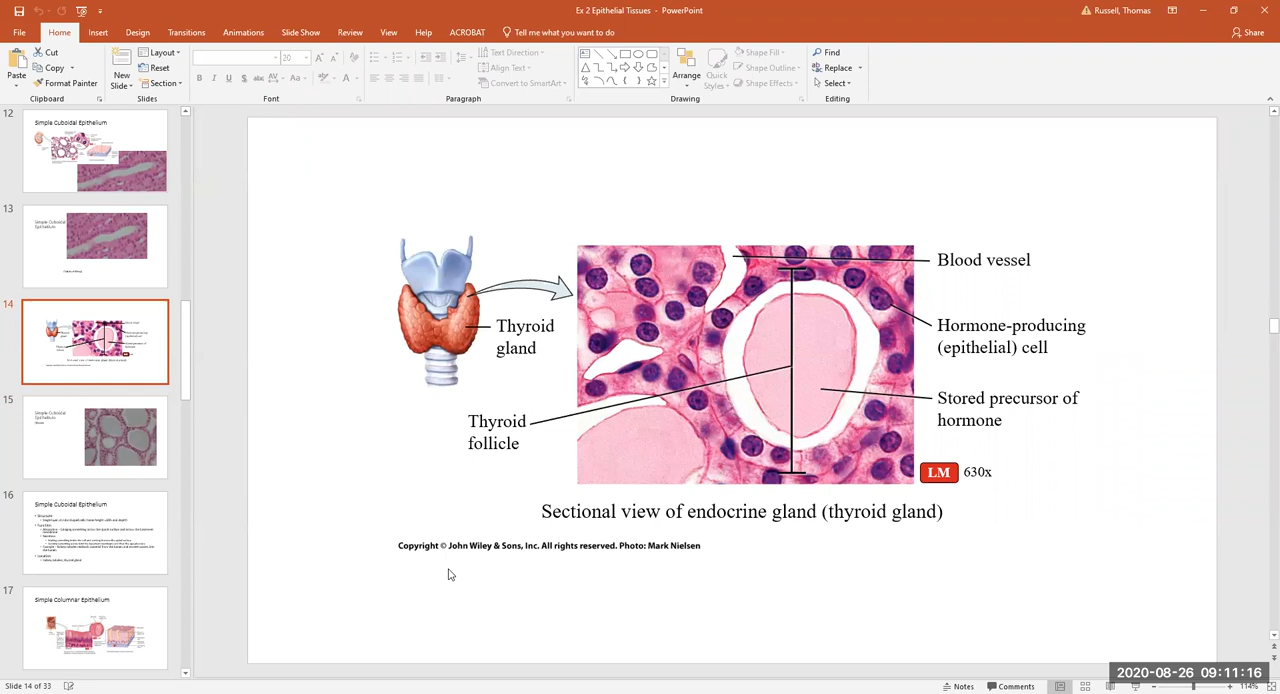 Ex 2 Epithelial Tissues - PowerPoint
Russell, Thomas
File Home Insert Design Transitions Animations Slide Show Review View Help ACROBAT Tell me what you want to do Share
Paste
Cut
Copy
Format Painter
Clipboard
New
Slide
Layout
Reset
Section
Slides
20
Font
Text Direction
Align Text
Convert to SmartArt
Paragraph
Arrange
Quick
Styles
Shape Fill
Shape Outline
Shape Effects
Drawing
Find
Replace
Select
Editing
12
Simple Cuboidal Epithelium
13
Simple Cuboidal
Epithelium
14
15
Simple Cuboidal
Epithelium
16
Simple Cuboidal Epithelium
17
Simple Columnar Epithelium
Thyroid
gland
Thyroid
follicle
Blood vessel
Hormone-producing
(epithelial) cell
Stored precursor of
hormone
LM 630x
Sectional view of endocrine gland (thyroid gland)
Copyright © John Wiley & Sons, Inc. All rights reserved. Photo: Mark Nielsen
2020-08-26 09:11:16
Slide 14 of 33
Notes
Comments
114%